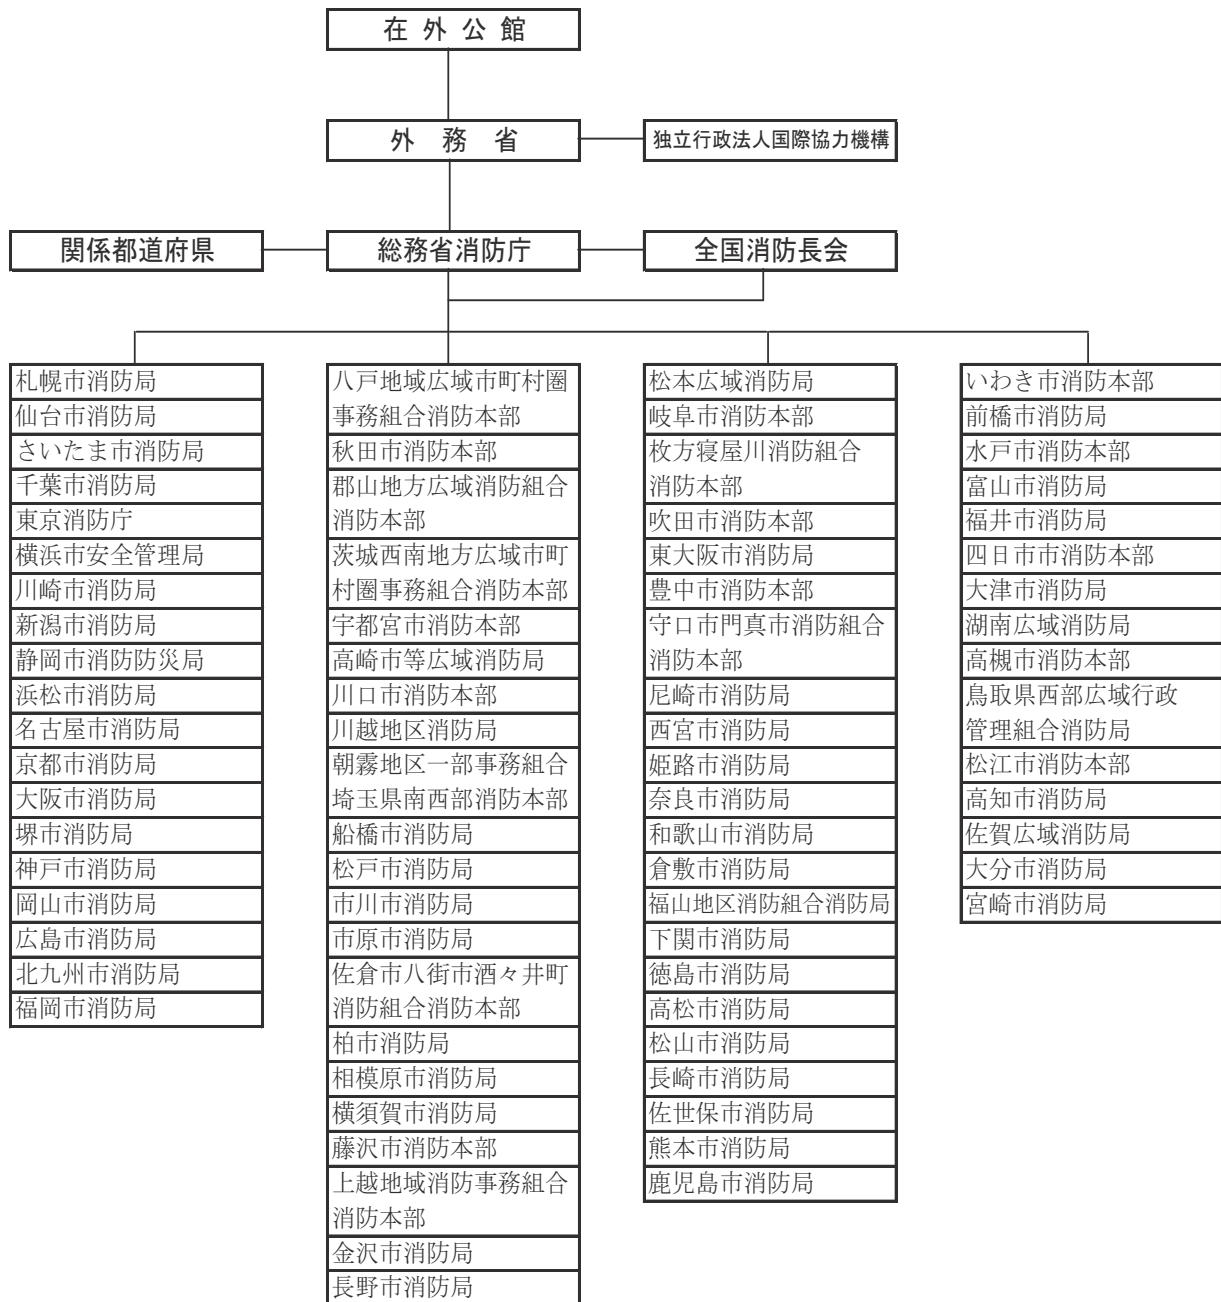 在外公館
外務省
独立行政法人国際協力機構
関係都道府県
総務省消防庁
全国消防長会
札幌市消防局
仙台市消防局
さいたま市消防局
千葉市消防局
東京消防庁
横浜市安全管理局
川崎市消防局
新潟市消防局
静岡市消防防災局
浜松市消防局
名古屋市消防局
京都市消防局
大阪市消防局
堺市消防局
神戸市消防局
岡山市消防局
広島市消防局
北九州市消防局
福岡市消防局
八戸地域広域市町村圏
事務組合消防本部
秋田市消防本部
郡山地方広域消防組合
消防本部
茨城西南地方広域市町
村圏事務組合消防本部
宇都宮市消防本部
高崎市等広域消防局
川口市消防本部
川越地区消防局
朝霧地区一部事務組合
埼玉県南西部消防本部
船橋市消防局
松戸市消防局
市川市消防局
市原市消防局
佐倉市八街市酒々井町
消防組合消防本部
柏市消防局
相模原市消防局
横須賀市消防局
藤沢市消防本部
上越地域消防事務組合
消防本部
金沢市消防局
長野市消防局
松本広域消防局
岐阜市消防本部
枚方寝屋川消防組合
消防本部
吹田市消防本部
東大阪市消防局
豊中市消防本部
守口市門真市消防組合
消防本部
尼崎市消防局
西宮市消防局
姫路市消防局
奈良市消防局
和歌山市消防局
倉敷市消防局
福山地区消防組合消防局
下関市消防局
徳島市消防局
高松市消防局
松山市消防局
長崎市消防局
佐世保市消防局
熊本市消防局
鹿児島市消防局
いわき市消防本部
前橋市消防局
水戸市消防本部
富山市消防局
福井市消防局
四日市市消防本部
大津市消防局
湖南広域消防局
高槻市消防本部
鳥取県西部広域行政
管理組合消防局
松江市消防本部
高知市消防局
佐賀広域消防局
大分市消防局
宮崎市消防局